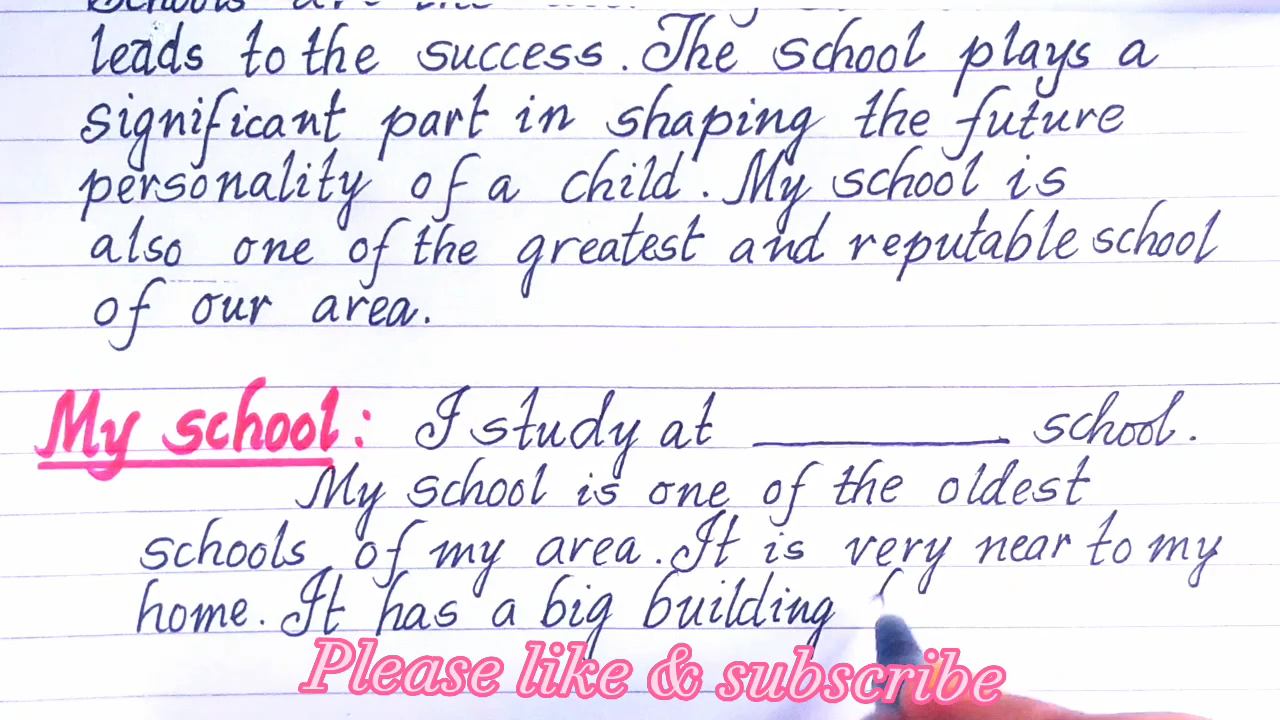 leads to the success. The school plays a
significant part in shaping the future
personality of a child. My school is
also one of the greatest and reputable school
of our area.
My school: I study at __________ school.
My school is one of the oldest
schools of my area. It is very near to my
home. It has a big building
Please like & subscribe